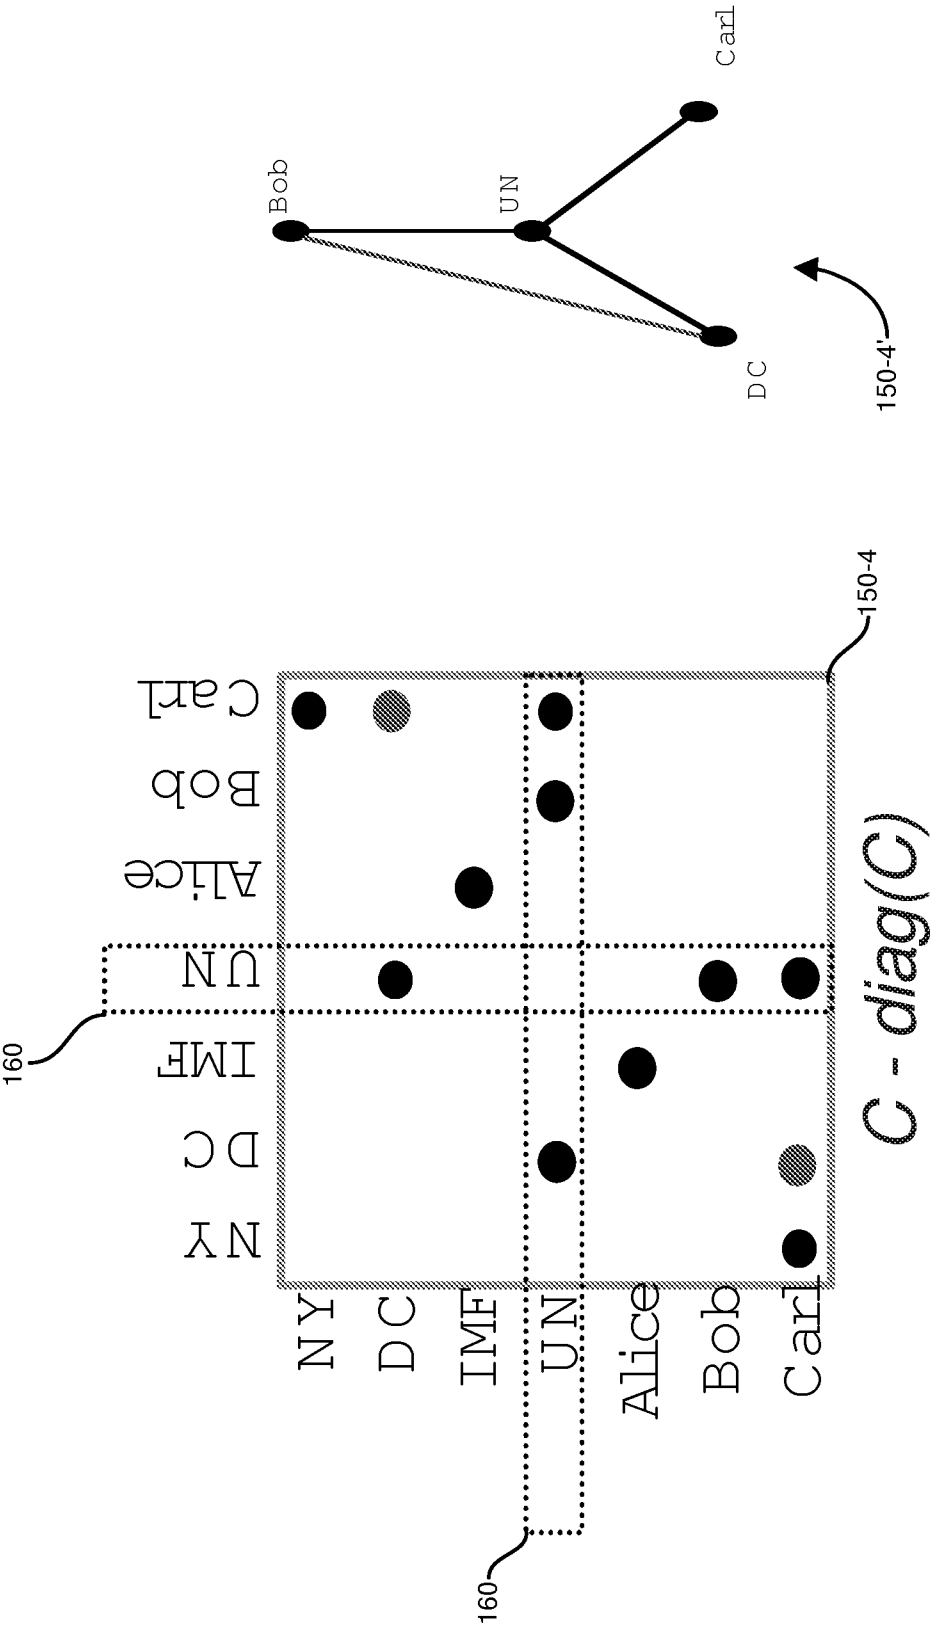 160
NY
DC
IMF
UN
Alice
Bob
Carl
NY
DC
IMF
UN
Alice
Bob
Carl
160
C - diag(C)
150-4
Bob
UN
DC
Carl
150-4'